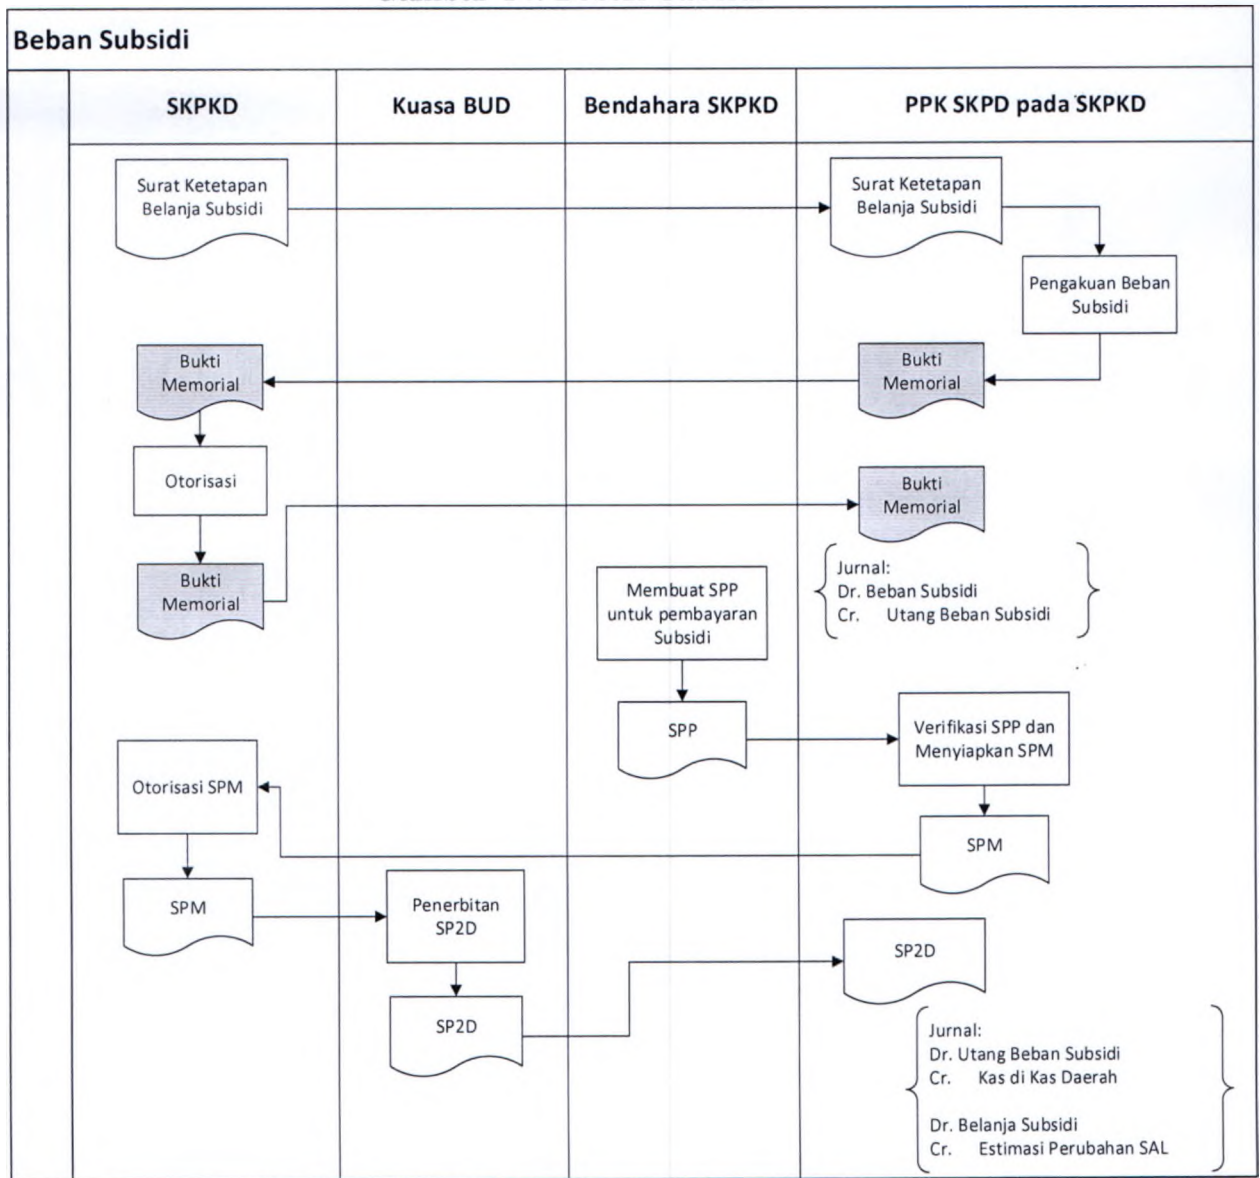 Beban Subsidi
SKPKD
Kuasa BUD
Bendahara SKPKD
PPK SKPD pada SKPKD
Surat Ketetapan
Belanja Subsidi
Surat Ketetapan
Belanja Subsidi
Pengakuan Beban
Subsidi
Bukti
Memorial
Bukti
Memorial
Otorisasi
Bukti
Memorial
Bukti
Memorial
Jurnal:
Dr. Beban Subsidi
Cr. Utang Beban Subsidi
Membuat SPP
untuk pembayaran
Subsidi
SPP
Verifikasi SPP dan
Menyiapkan SPM
Otorisasi SPM
SPM
SPM
Penerbitan
SP2D
SP2D
SP2D
Jurnal:
Dr. Utang Beban Subsidi
Cr. Kas di Kas Daerah
Dr. Belanja Subsidi
Cr. Estimasi Perubahan SAL